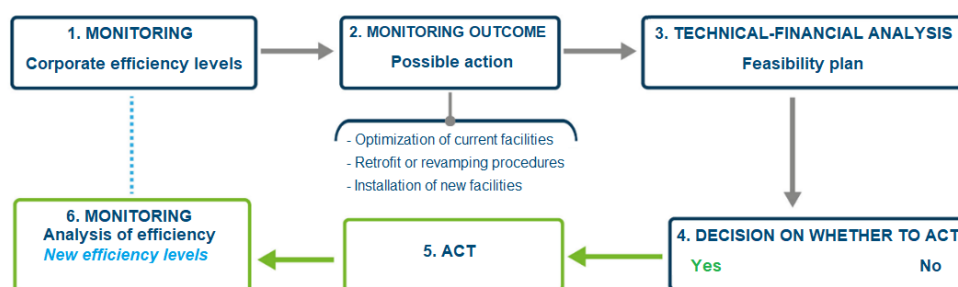 1. MONITORING
Corporate efficiency levels
2. MONITORING OUTCOME
Possible action
3. TECHNICAL-FINANCIAL ANALYSIS
Feasibility plan
- Optimization of current facilities
- Retrofit or revamping procedures
- Installation of new facilities
4. DECISION ON WHETHER TO ACT
Yes No
5. ACT
6. MONITORING
Analysis of efficiency
New efficiency levels